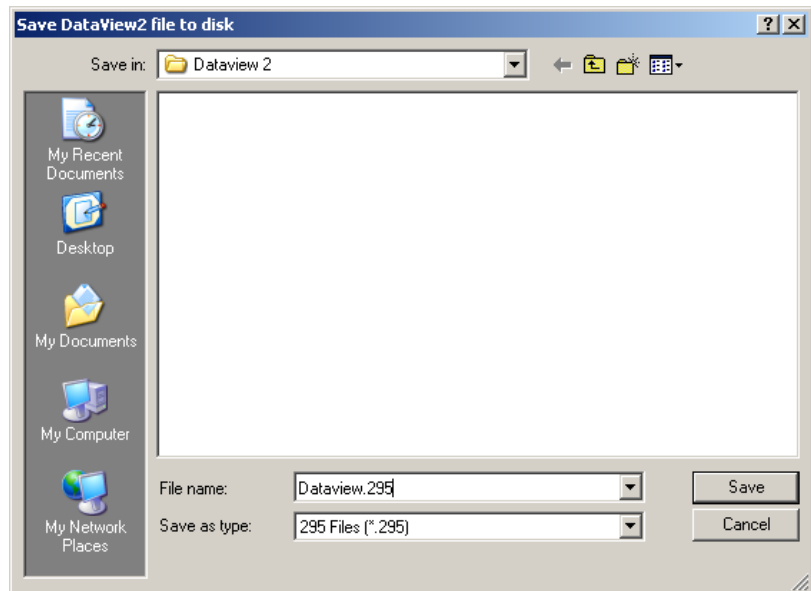 Save DataView2 file to disk
Save in:
Dataview 2
My Recent
Documents
Desktop
My Documents
My Computer
My Network
Places
File name:
Dataview.295
Save
Save as type:
295 Files (*.295)
Cancel